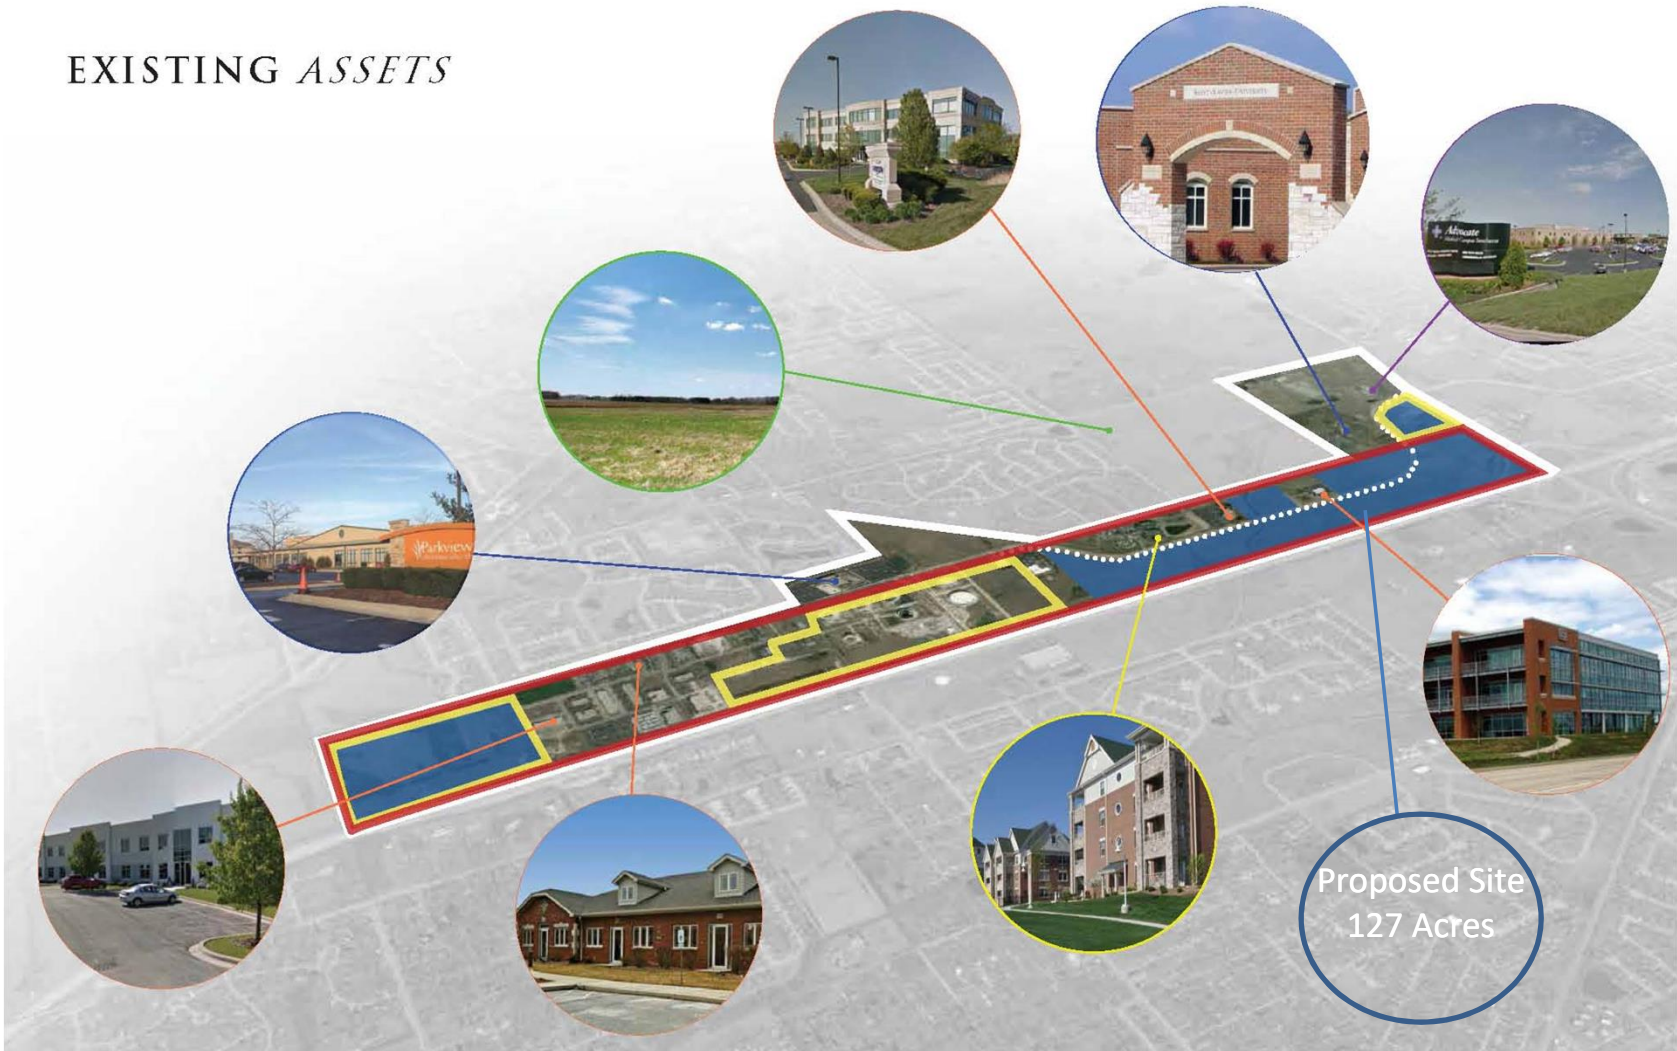 EXISTING ASSETS
Advocate
Parkview
Proposed Site
127 Acres